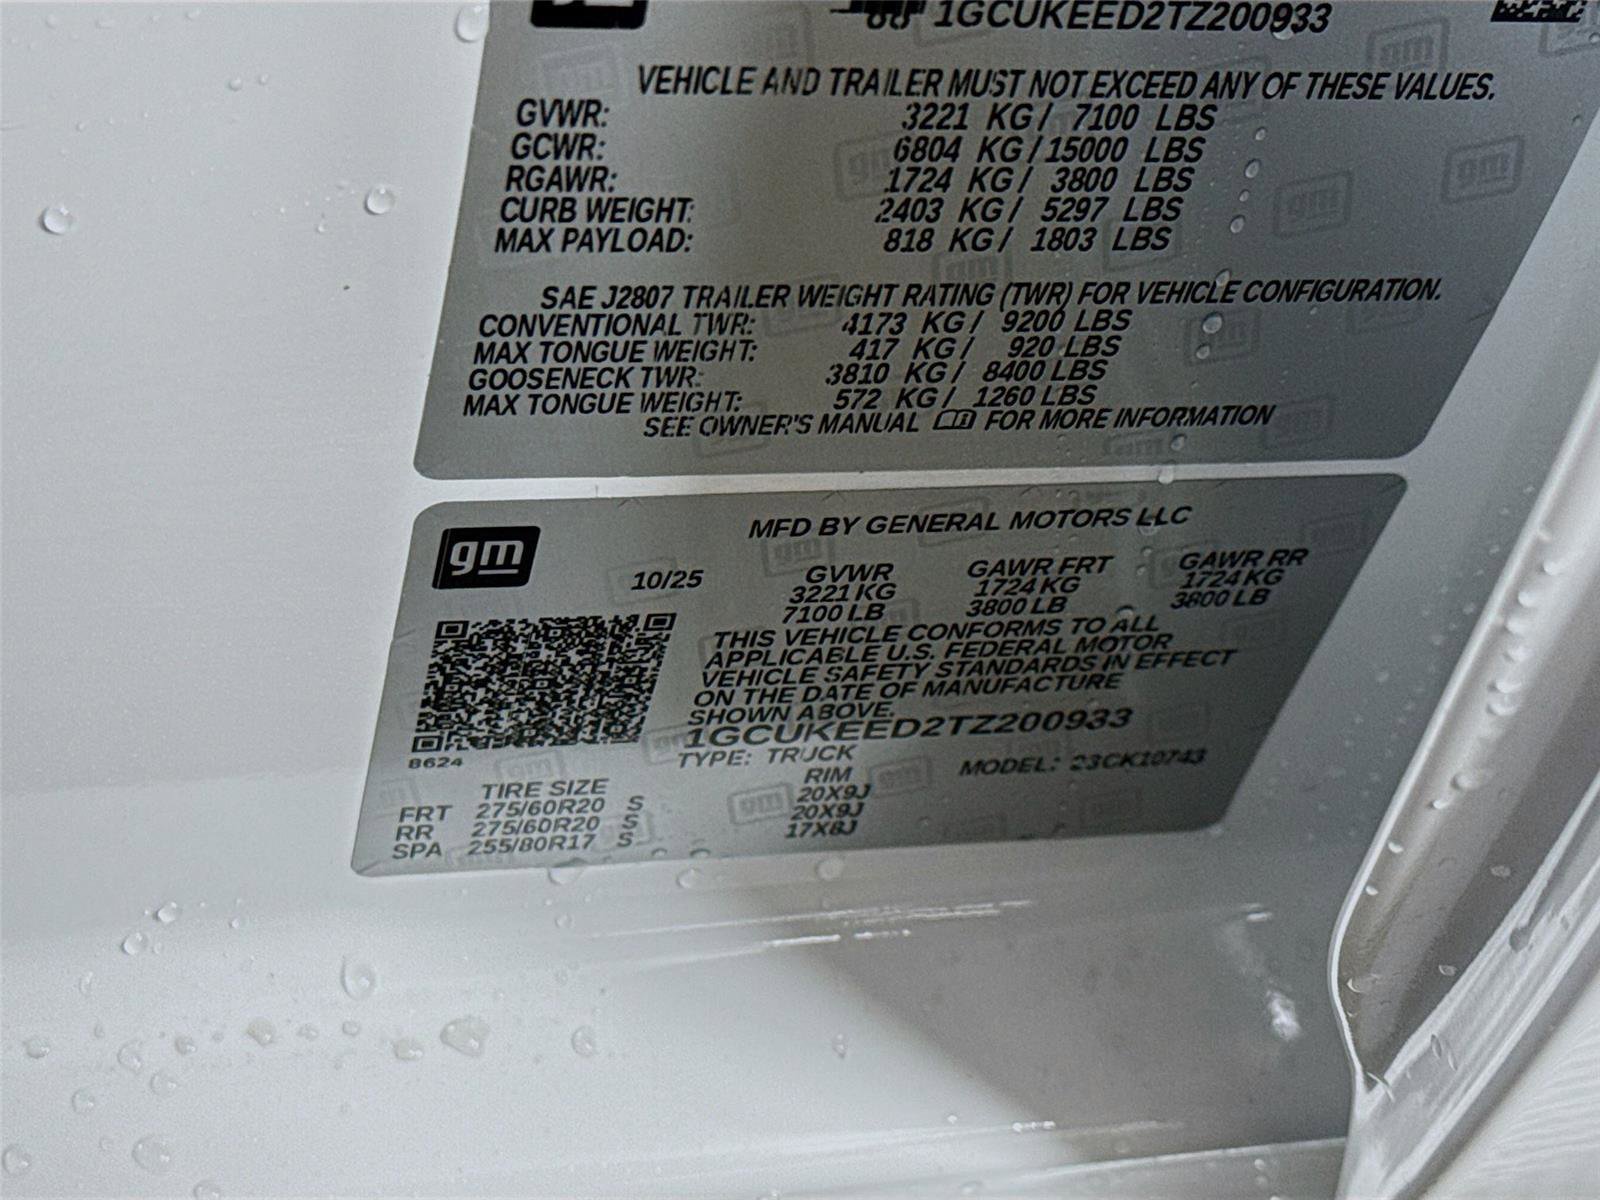 1GCUKEED2TZ200933
VEHICLE AND TRAILER MUST NOT EXCEED ANY OF THESE VALUES.
GVWR: 3221 KG / 7100 LBS
GCWR: 6804 KG / 15000 LBS
RGAWR: 1724 KG / 3800 LBS
CURB WEIGHT: 2403 KG / 5297 LBS
MAX PAYLOAD: 818 KG / 1803 LBS
SAE J2807 TRAILER WEIGHT RATING (TWR) FOR VEHICLE CONFIGURATION.
CONVENTIONAL TWR: 4173 KG / 9200 LBS
MAX TONGUE WEIGHT: 417 KG / 920 LBS
GOOSENECK TWR: 3810 KG / 8400 LBS
MAX TONGUE WEIGHT: 572 KG / 1260 LBS
SEE OWNER'S MANUAL FOR MORE INFORMATION
gm
MFD BY GENERAL MOTORS LLC
10/25
GVWR GAWR FRT GAWR RR
3221 KG 1724 KG 1724 KG
7100 LB 3800 LB 3800 LB
THIS VEHICLE CONFORMS TO ALL
APPLICABLE U.S. FEDERAL MOTOR
VEHICLE SAFETY STANDARDS IN EFFECT
ON THE DATE OF MANUFACTURE
SHOWN ABOVE.
1GCUKEED2TZ200933
TYPE: TRUCK MODEL: 23CK10743
8624
TIRE SIZE RIM
FRT 275/60R20 S 20X9J
RR 275/60R20 S 20X9J
SPA 255/80R17 S 17X8J